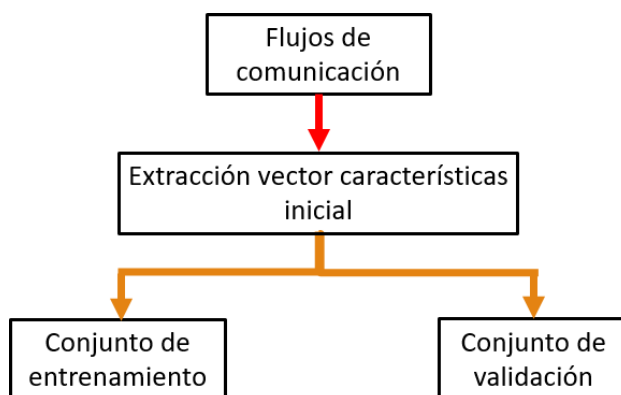 Flujos de
comunicación
Extracción vector características
inicial
Conjunto de
entrenamiento
Conjunto de
validación